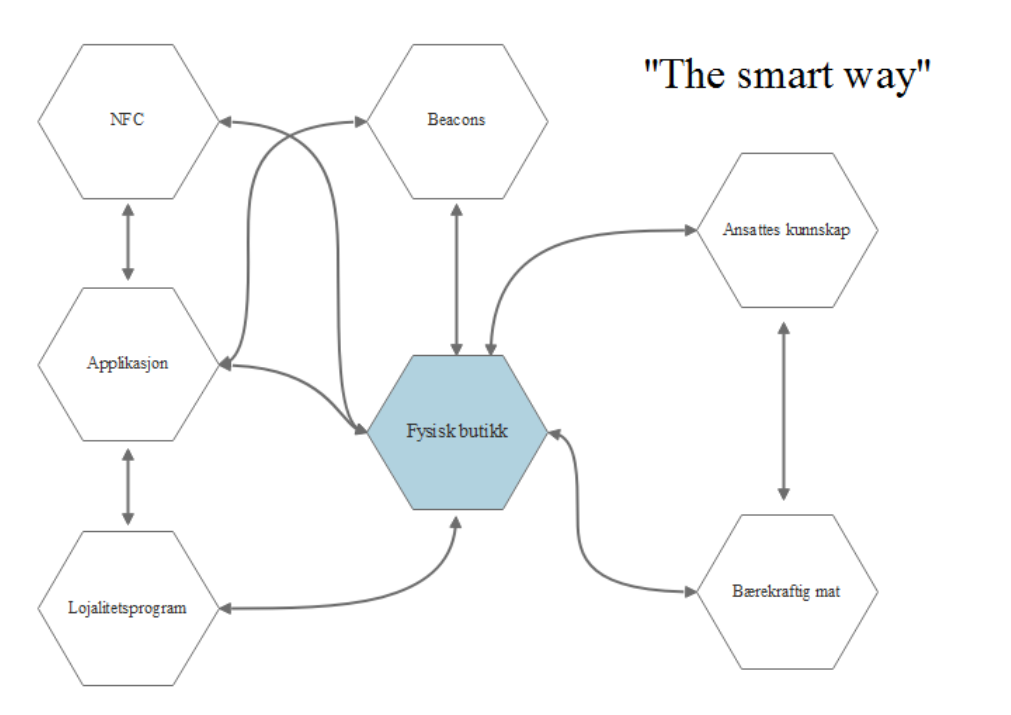 "The smart way"
NFC
Beacons
Ansattes kunnskap
Applikasjon
Fysisk butikk
Lojalitetsprogram
Bærekraftig mat